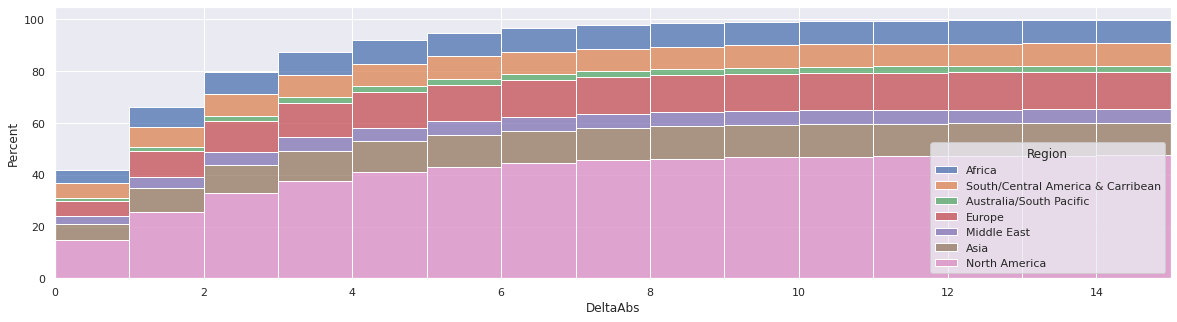 100
80
60
40
20
0
Percent
0 2 4 6 8 10 12 14
DeltaAbs
Region
Africa
South/Central America & Carribean
Australia/South Pacific
Europe
Middle East
Asia
North America